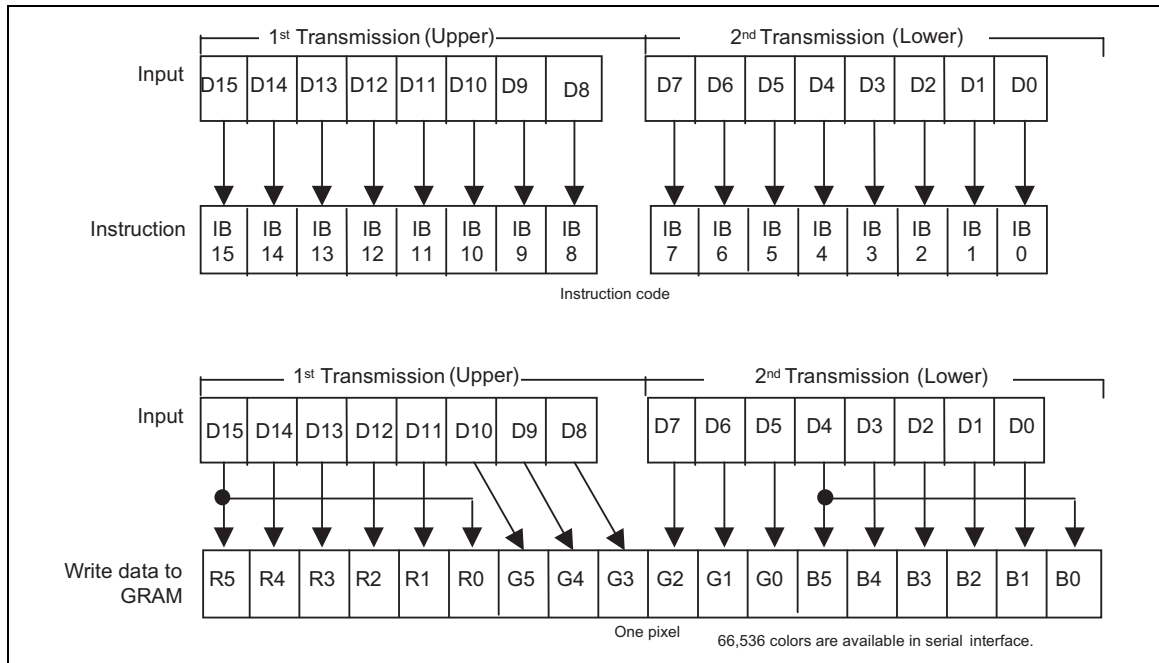 1st Transmission (Upper) 2nd Transmission (Lower)
Input D15 D14 D13 D12 D11 D10 D9 D8 D7 D6 D5 D4 D3 D2 D1 D0
Instruction IB 15 IB 14 IB 13 IB 12 IB 11 IB 10 IB 9 IB 8 IB 7 IB 6 IB 5 IB 4 IB 3 IB 2 IB 1 IB 0
Instruction code
1st Transmission (Upper) 2nd Transmission (Lower)
Input D15 D14 D13 D12 D11 D10 D9 D8 D7 D6 D5 D4 D3 D2 D1 D0
Write data to
GRAM
R5 R4 R3 R2 R1 R0 G5 G4 G3 G2 G1 G0 B5 B4 B3 B2 B1 B0
One pixel 66,536 colors are available in serial interface.